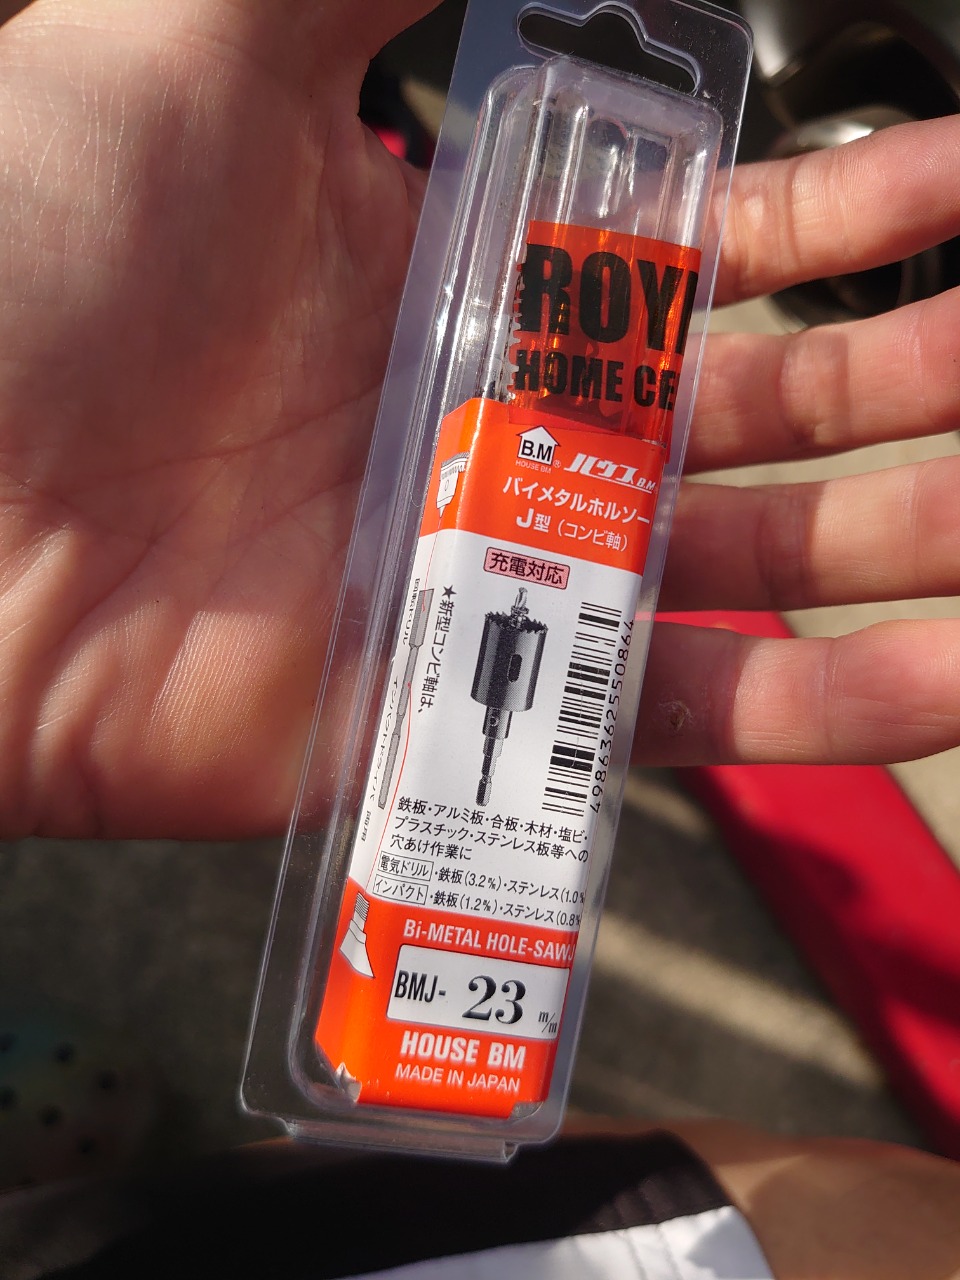 ROY
HOME CE
B.M
HOUSE BM®
ハウス B.M
バイメタルホルソー
J型（コンビ軸）
充電対応
★新型コンビ軸は、
4986362550864
鉄板・アルミ板・合板・木材・塩ビ・
プラスチック・ステンレス板等への
穴あけ作業に
電気ドリル・鉄板(3.2㎜)・ステンレス(1.0㎜
インパクト・鉄板(1.2㎜)・ステンレス(0.8㎜
Bi-METAL HOLE-SAW
BMJ- 23 m/m
HOUSE BM
MADE IN JAPAN